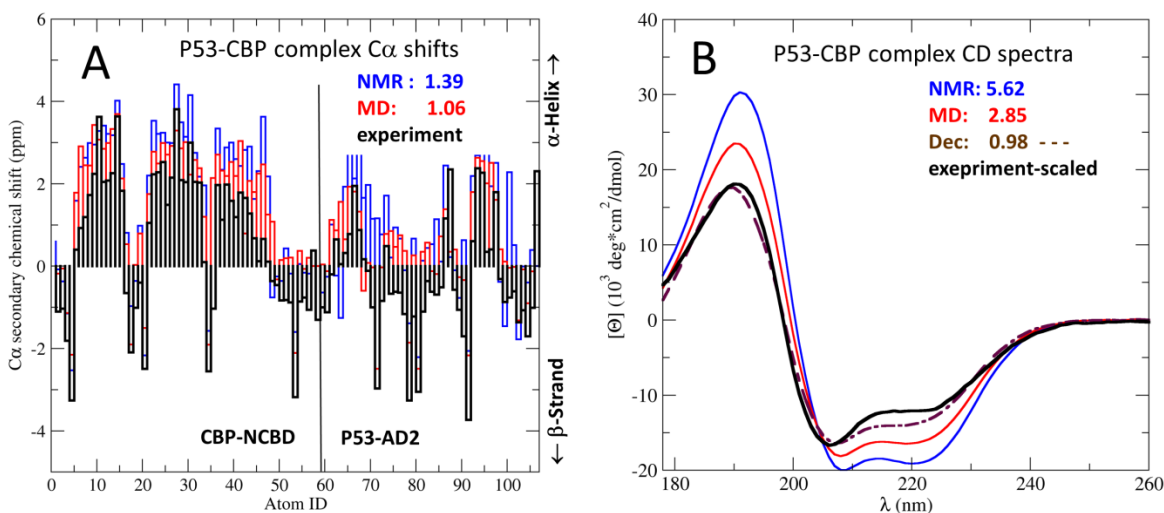 A
P53-CBP complex Cα shifts
NMR : 1.39
MD: 1.06
experiment
CBP-NCBD
P53-AD2
6
4
2
0
-2
-4
Cα secondary chemical shift (ppm)
0 10 20 30 40 50 60 70 80 90 100
Atom ID
α-Helix →
← β-Strand
B
P53-CBP complex CD spectra
NMR: 5.62
MD: 2.85
Dec: 0.98 - - -
exepriment-scaled
40
30
20
10
0
-10
-20
[Θ] (10³ deg*cm²/dmol)
180 200 220 240 260
λ (nm)